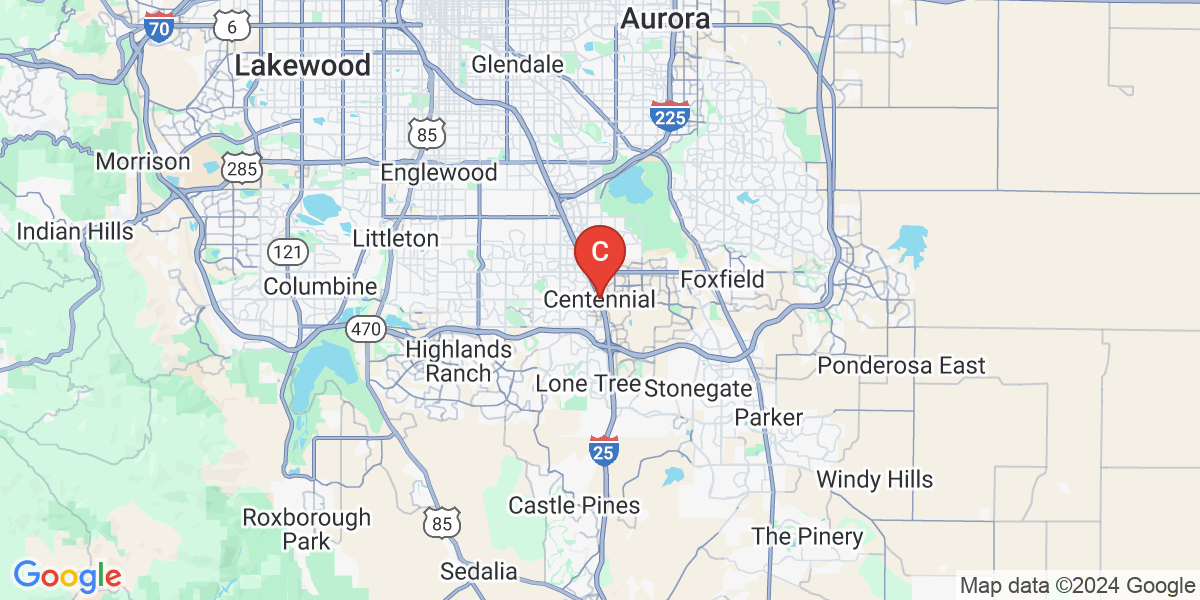 Aurora
70
6
Lakewood
Glendale
225
85
Morrison
285
Englewood
Indian Hills
Littleton
121
C
Columbine
Centennial
Foxfield
470
Highlands
Ranch
Lone Tree
Stonegate
Ponderosa East
Parker
25
Windy Hills
Castle Pines
Roxborough
Park
85
The Pinery
Sedalia
Google
Map data ©2024 Google